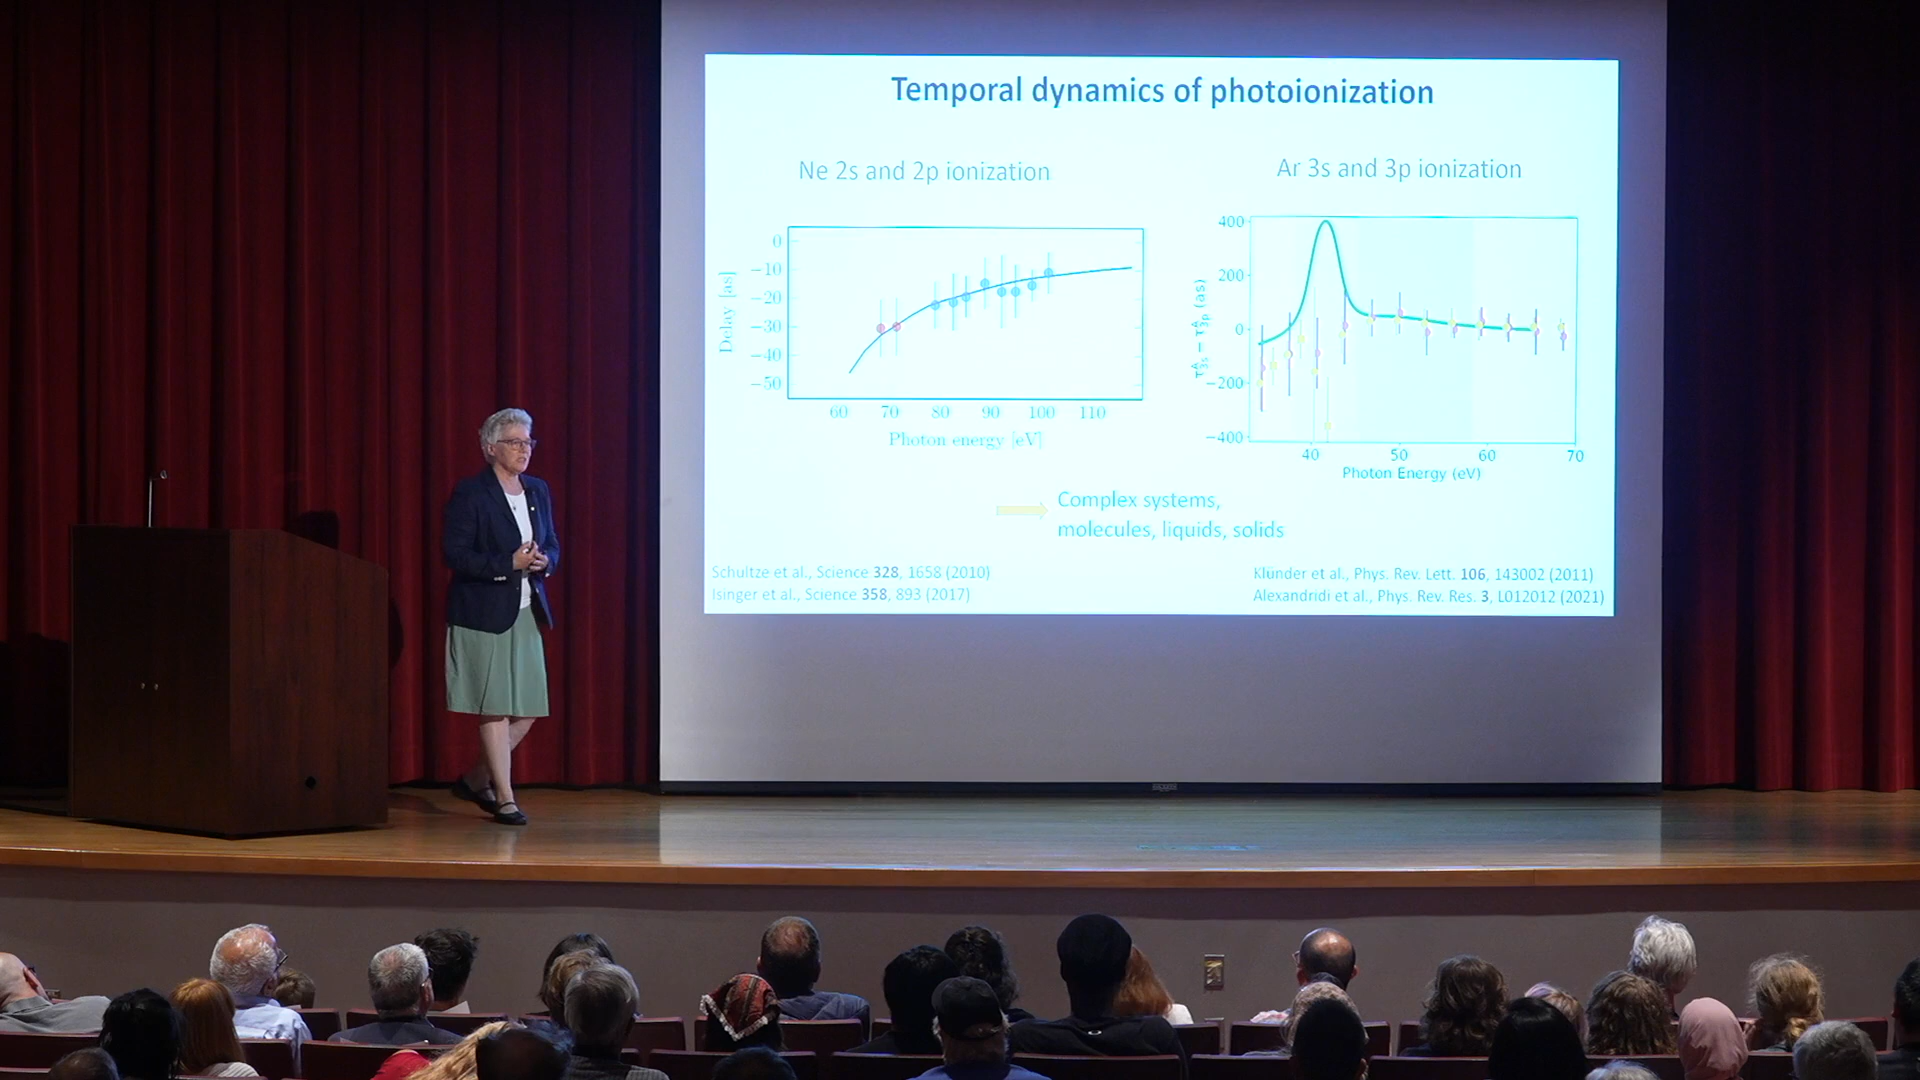 Temporal dynamics of photoionization
Ne 2s and 2p ionization
Ar 3s and 3p ionization
Delay [as]
0
−10
−20
−30
−40
−50
60 70 80 90 100 110
Photon energy [eV]
τᴬ₃ₛ − τᴬ₃ₚ (as)
400
200
0
−200
−400
40 50 60 70
Photon Energy (eV)
Complex systems,
molecules, liquids, solids
Schultze et al., Science 328, 1658 (2010)
Isinger et al., Science 358, 893 (2017)
Klünder et al., Phys. Rev. Lett. 106, 143002 (2011)
Alexandridi et al., Phys. Rev. Res. 3, L012012 (2021)